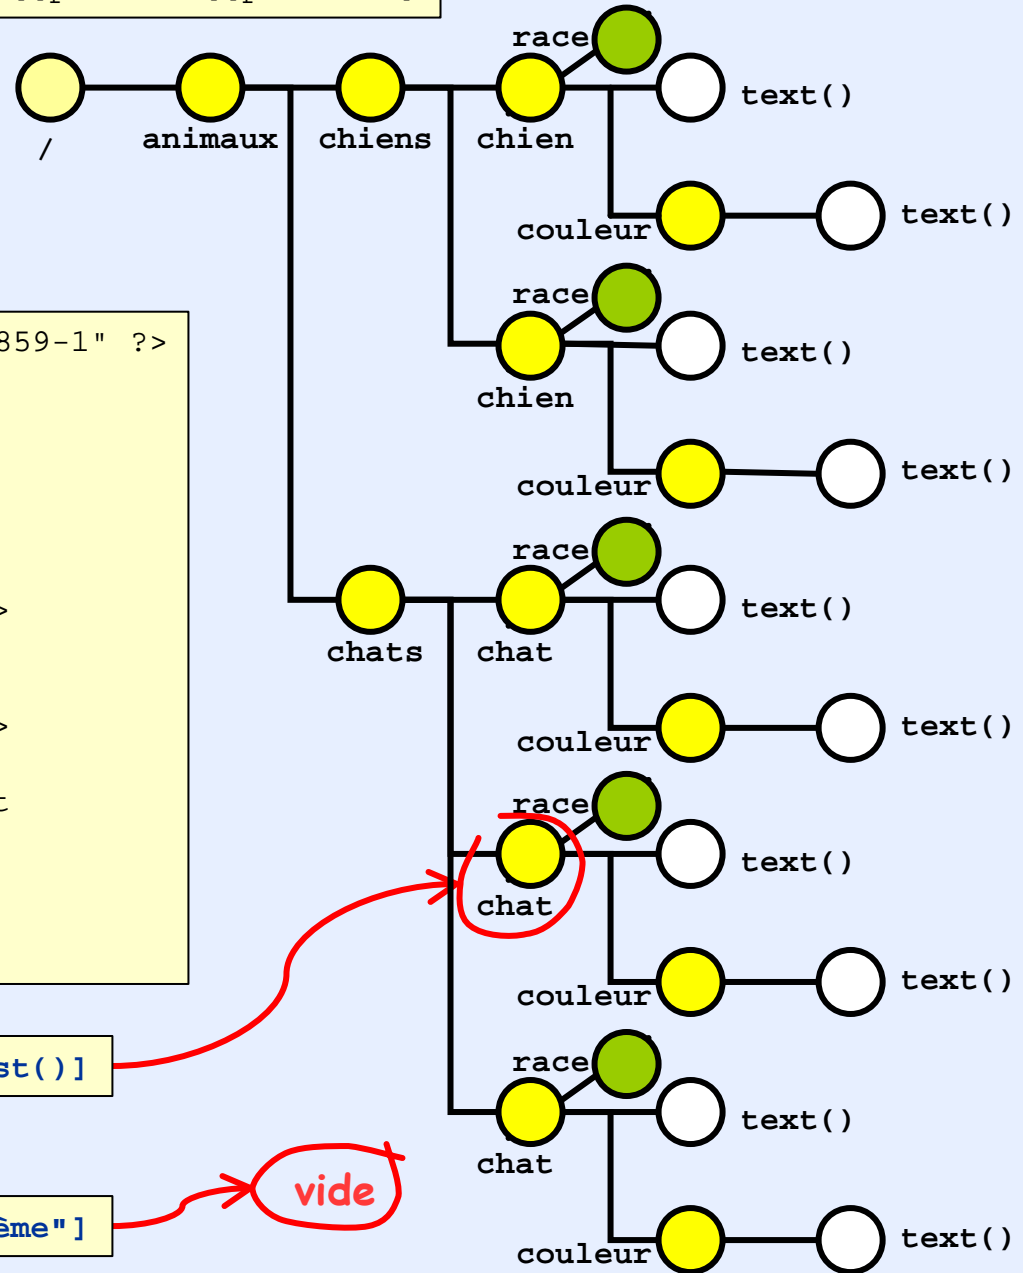 race
text()
/
animaux
chiens
chien
couleur
text()
race
859-1" ?>
text()
chien
couleur
text()
race
>
text()
chats
chat
couleur
text()
>
race
t
text()
chat
couleur
text()
st()]
race
text()
chat
vide
ême"]
couleur
text()